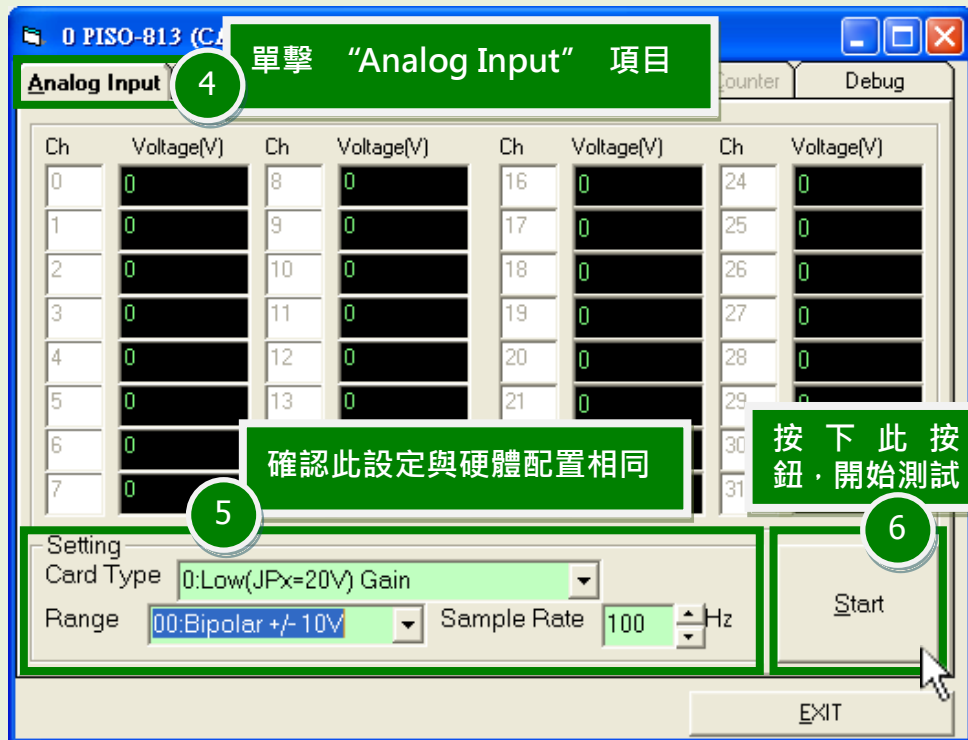 0 PISO-813 (CA
4
單擊 “Analog Input” 項目
Analog Input
Counter
Debug
Ch Voltage(V) Ch Voltage(V) Ch Voltage(V) Ch Voltage(V)
0 0 8 0 16 0 24 0
1 0 9 0 17 0 25 0
2 0 10 0 18 0 26 0
3 0 11 0 19 0 27 0
4 0 12 0 20 0 28 0
5 0 13 0 21 0 29
6 0 30
7 0 31
確認此設定與硬體配置相同
5
按下此按
鈕，開始測試
6
Setting
Card Type 0:Low(JPx=20V) Gain
Range 00:Bipolar +/- 10V Sample Rate 100 Hz
Start
EXIT